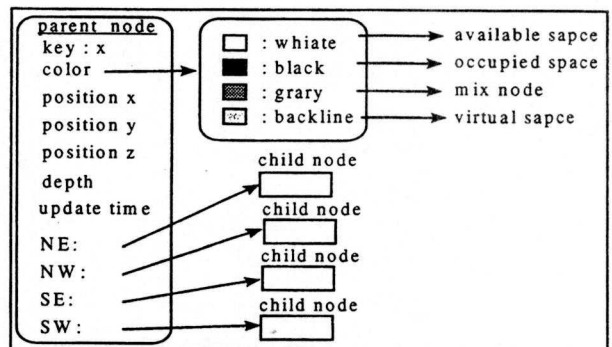 parent node
key : x
color
position x
position y
position z
depth
update time
NE:
NW:
SE:
SW:
: whiate
: black
: grary
: backline
available sapce
occupied space
mix node
virtual sapce
child node
child node
child node
child node